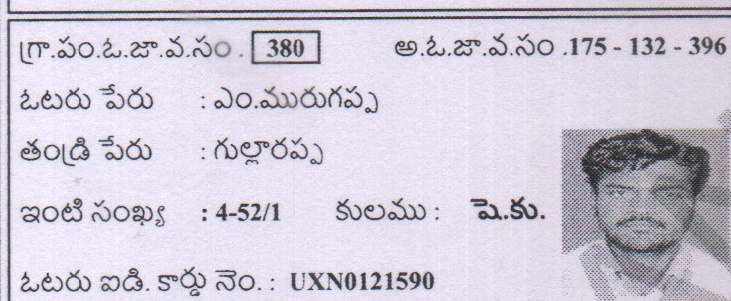 గ్రా.పం.ఓ.జా.వ.సం. 380 అ.ఓ.జా.వ.సం .175 - 132 - 396
ఓటరు పేరు : ఎం.మురుగప్ప
తండ్రి పేరు : గుల్లారప్ప
ఇంటి సంఖ్య : 4-52/1 కులము : షె.కు.
ఓటరు ఐడి. కార్డు నెం. : UXN0121590